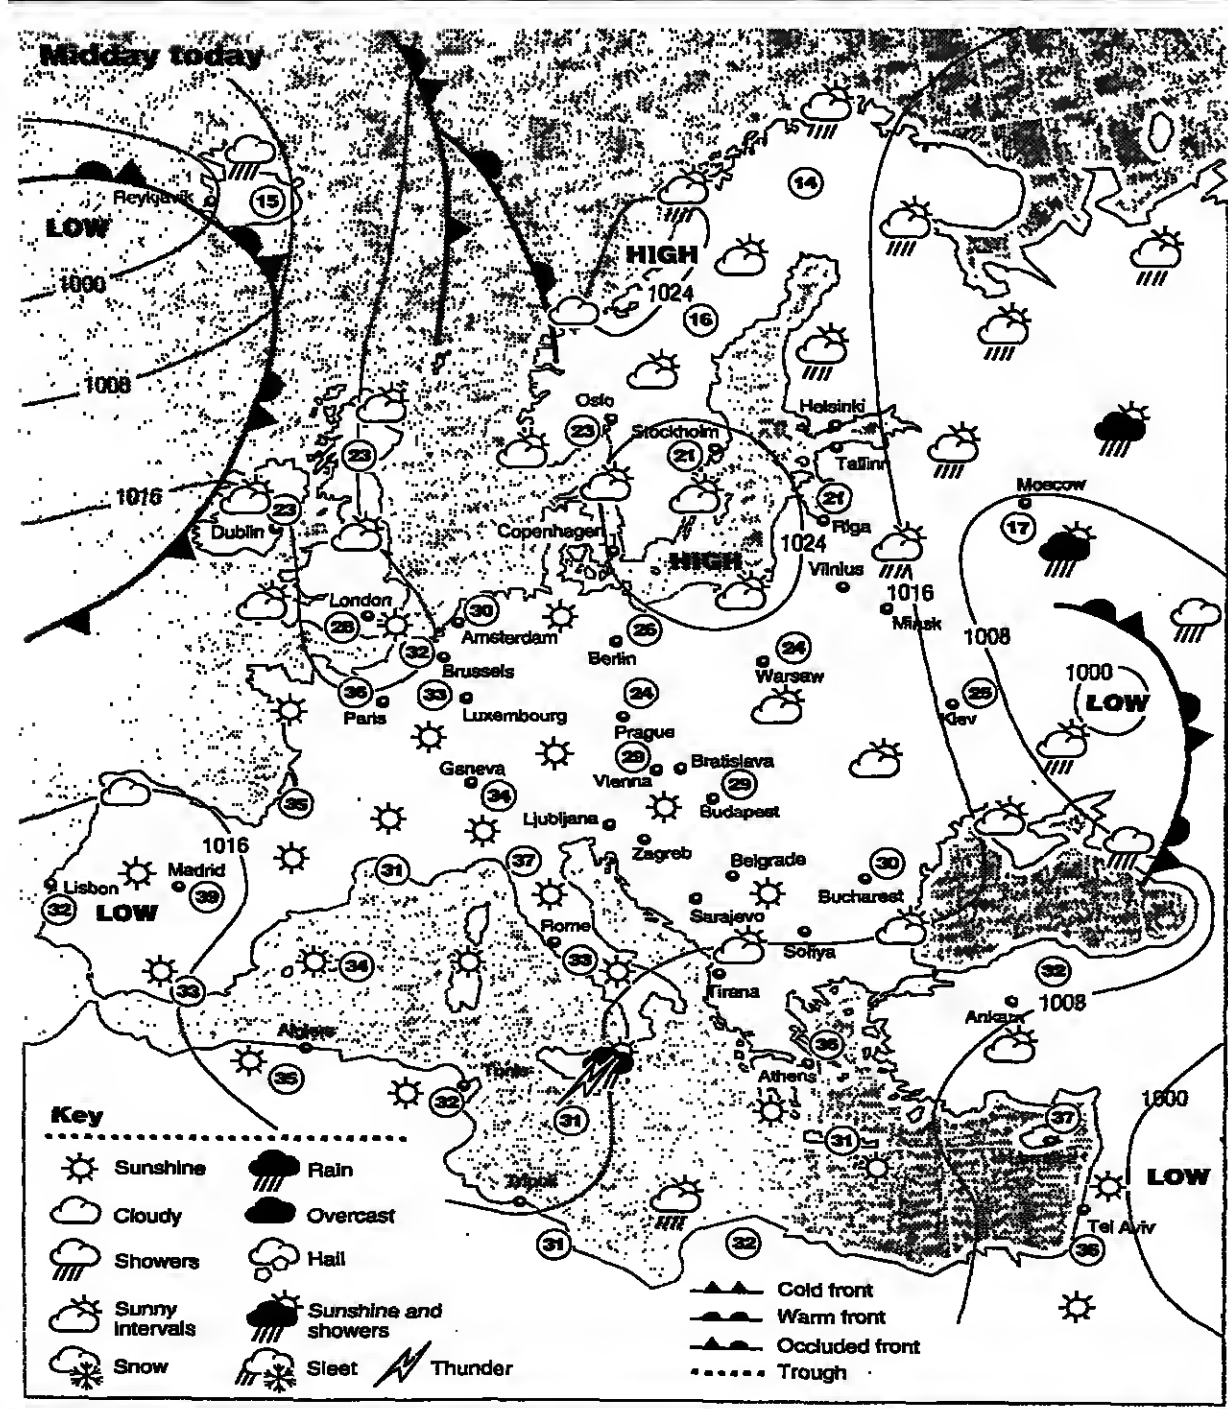 Midday today
Reykjavik
15
LOW
1000
1008
1016
14
HIGH
1024
16
Oslo
23
Stockholm
21
Helsinki
Tallinn
21
Riga
Moscow
17
23
23
Dublin
Copenhagen
HIGH
1024
Vilnius
1016
Minsk
1008
London
28
30
Amsterdam
32
Brussels
26
Berlin
24
Warsaw
1000
LOW
36
Paris
33
Luxembourg
24
Prague
25
Kiev
29
Vienna
Bratislava
29
Budapest
Geneva
34
35
Ljubljana
Zagreb
1016
Madrid
39
Lisbon
32
LOW
31
37
Belgrade
30
Bucharest
Sarajevo
Rome
33
Sofiya
34
33
Tirana
32
1008
Ankara
Algiers
35
Tunis
32
36
Athens
31
31
37
1000
LOW
Tripoli
31
32
Tel Aviv
36
Key
Sunshine
Rain
Cloudy
Overcast
Showers
Hail
Sunny
intervals
Sunshine and
showers
Snow
Sleet
Thunder
Cold front
Warm front
Occluded front
Trough